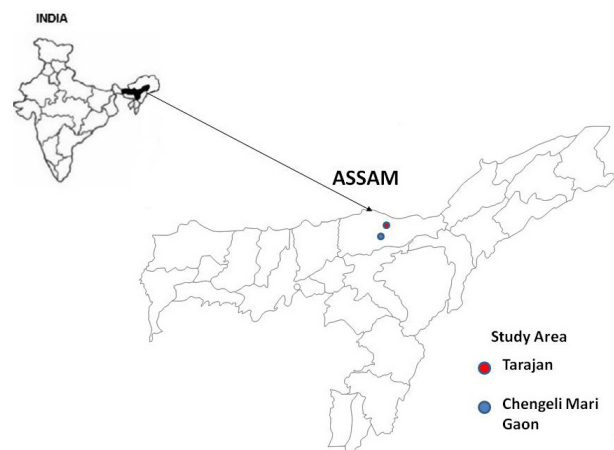 INDIA
ASSAM
Study Area
Tarajan
Chengeli Mari
Gaon